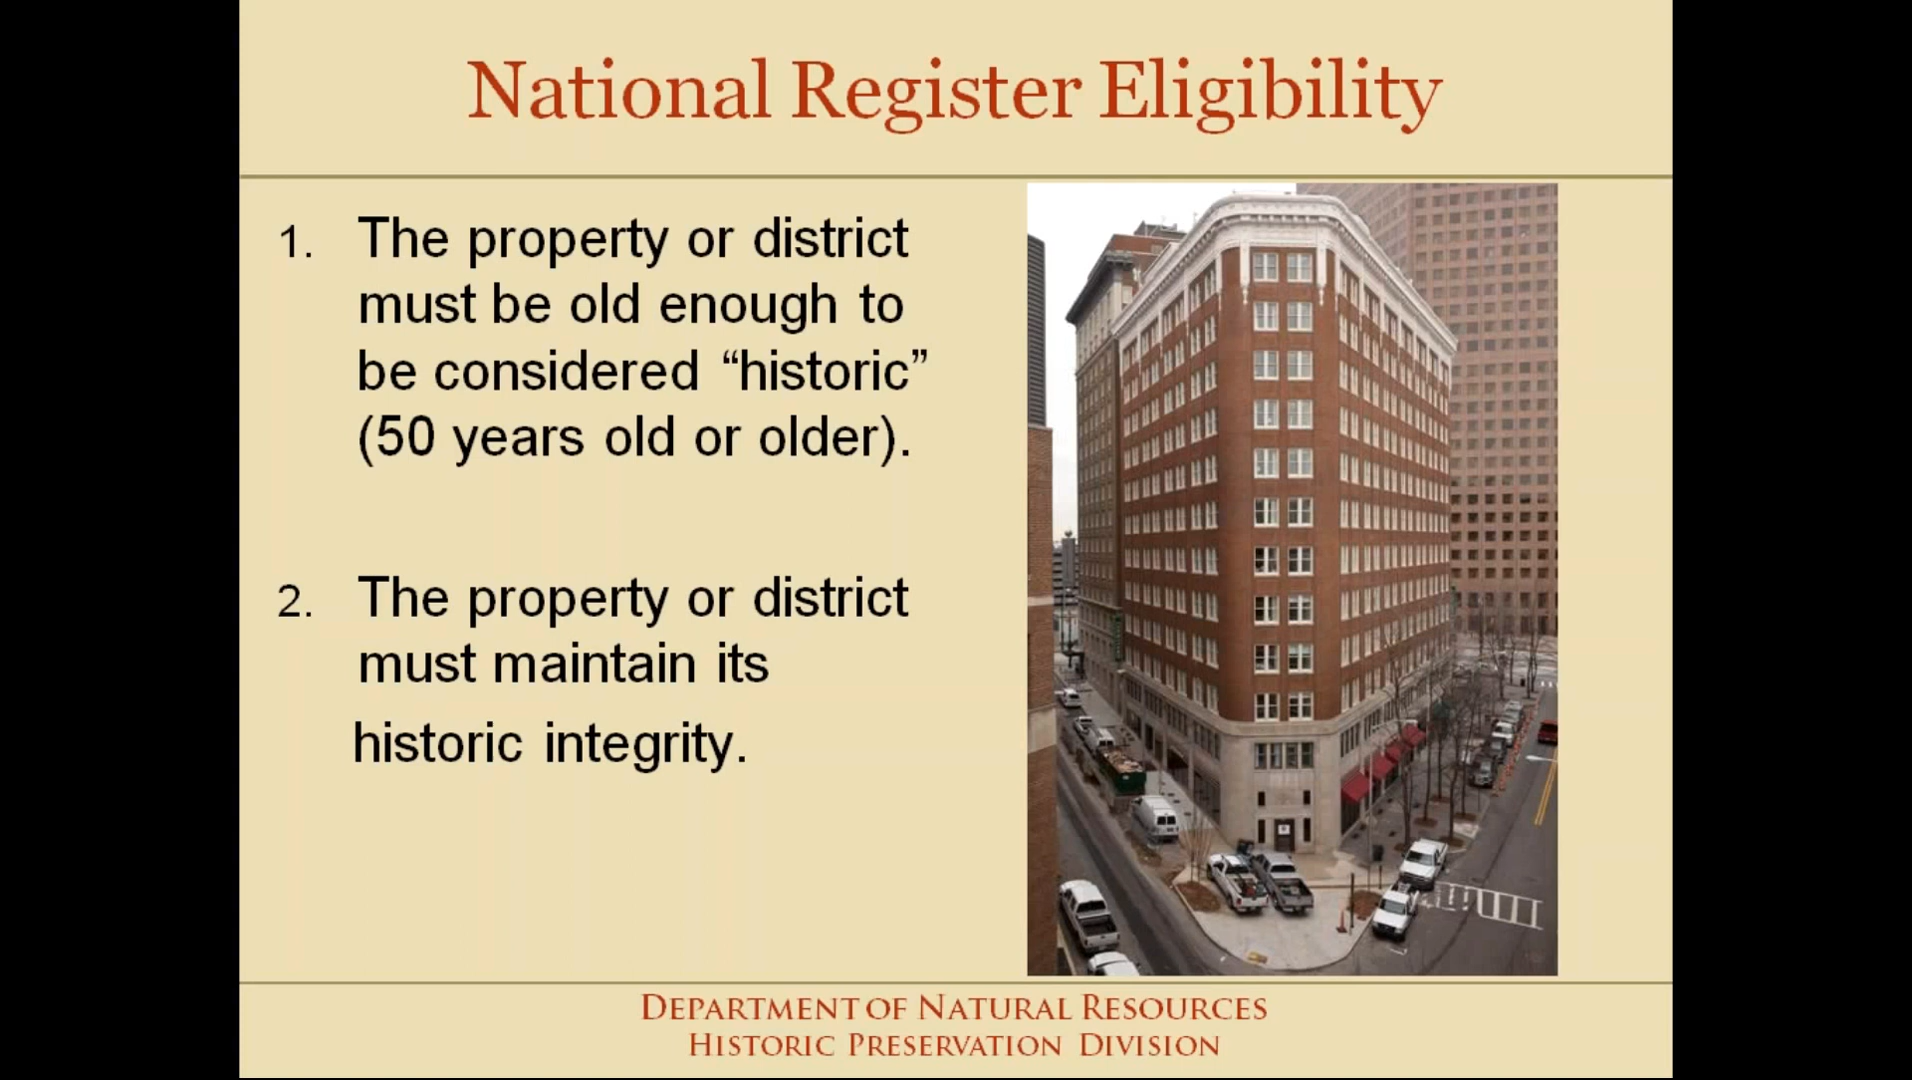 National Register Eligibility
1. The property or district
must be old enough to
be considered “historic”
(50 years old or older).
2. The property or district
must maintain its
historic integrity.
DEPARTMENT OF NATURAL RESOURCES
HISTORIC PRESERVATION DIVISION